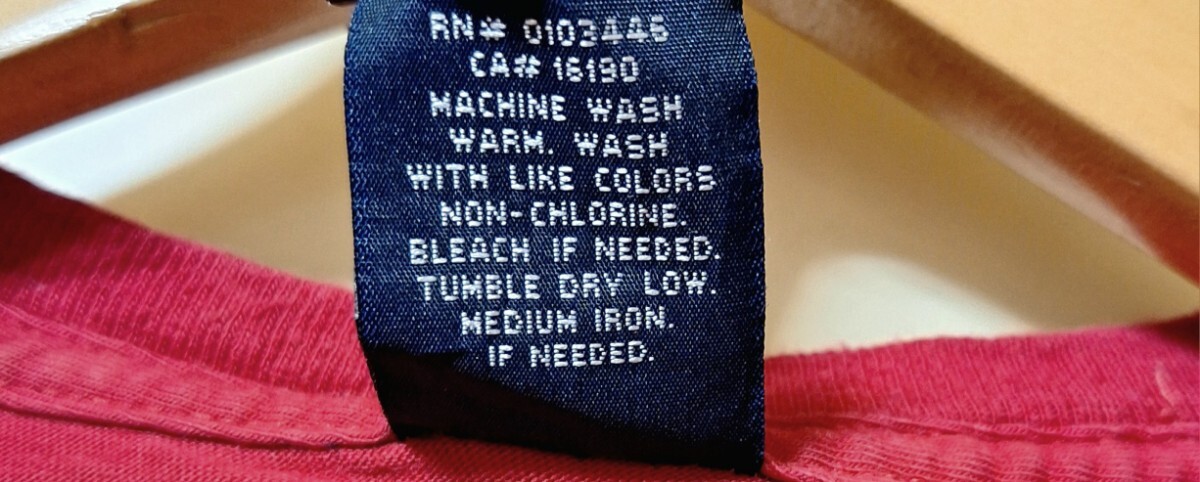 RN# 0103446
CA# 16190
MACHINE WASH
WARM. WASH
WITH LIKE COLORS
NON-CHLORINE.
BLEACH IF NEEDED.
TUMBLE DRY LOW.
MEDIUM IRON.
IF NEEDED.